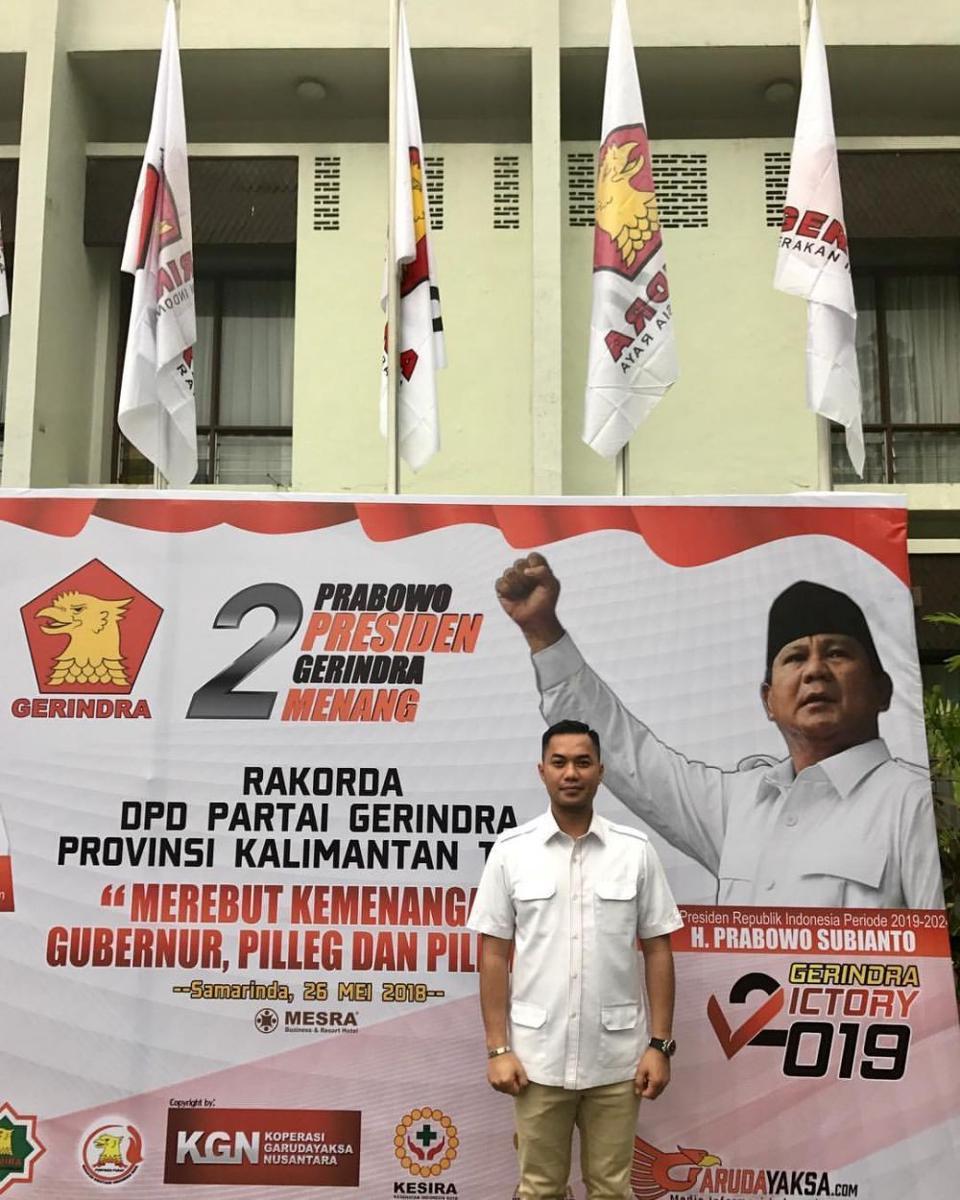 GERINDRA
2 PRABOWO
PRESIDEN
GERINDRA
MENANG
RAKORDA
DPD PARTAI GERINDRA
PROVINSI KALIMANTAN T
“MEREBUT KEMENANGA
GUBERNUR, PILLEG DAN PIL
--Samarinda, 26 MEI 2018--
MESRA
Business & Resort Hotel
Presiden Republik Indonesia Periode 2019-202
H. PRABOWO SUBIANTO
GERINDRA
VICTORY
2019
Copyright by:
KGN KOPERASI
GARUDAYAKSA
NUSANTARA
KESIRA
GARUDAYAKSA.COM